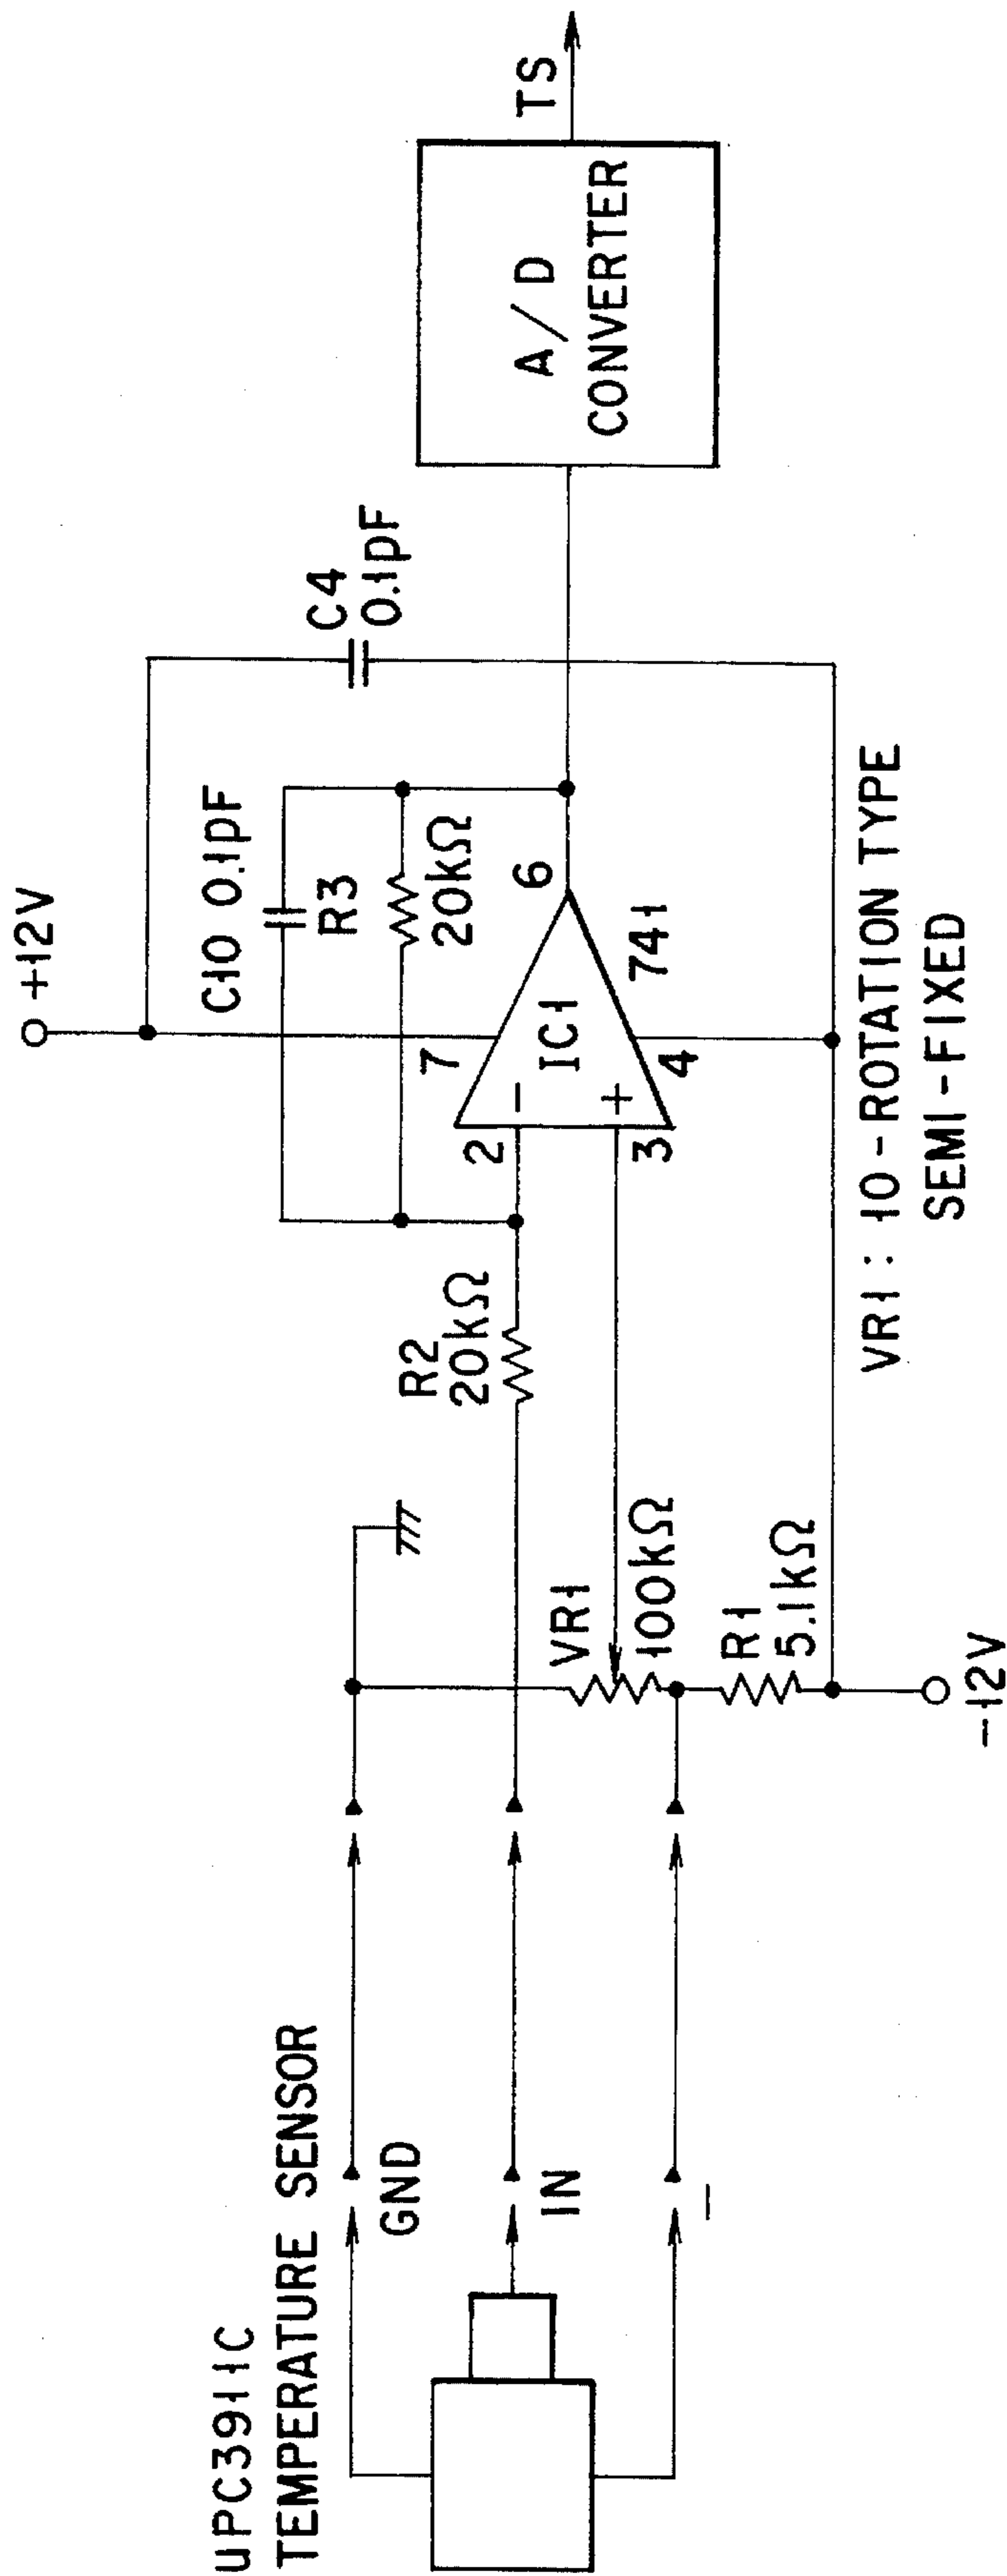 uPC3911C
TEMPERATURE SENSOR
GND
IN
−
VR1
100kΩ
R1
5.1kΩ
−12V
R2
20kΩ
+12V
C10 0.1pF
R3
20kΩ
2
−
7
IC1
+
3
4
6
741
C4
0.1pF
A/D
CONVERTER
TS
VR1 : 10-ROTATION TYPE
SEMI-FIXED